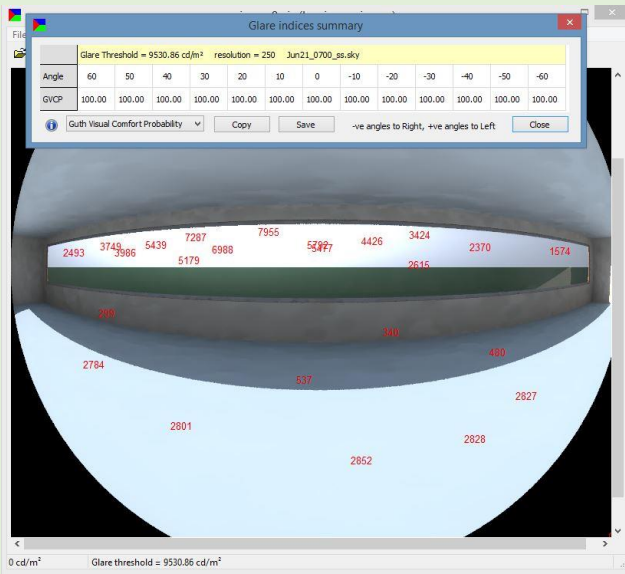 Glare indices summary
File
Glare Threshold = 9530.86 cd/m² resolution = 250 Jun21_0700_ss.sky
Angle 60 50 40 30 20 10 0 -10 -20 -30 -40 -50 -60
GVCP 100.00 100.00 100.00 100.00 100.00 100.00 100.00 100.00 100.00 100.00 100.00 100.00 100.00
Guth Visual Comfort Probability Copy Save -ve angles to Right, +ve angles to Left Close
7955
7287 3424
3749 5439 4426
2493 3986 6988 5477 2370 1574
5179 2615
340
480
2784 537
2827
2801
2828
2852
0 cd/m² Glare threshold = 9530.86 cd/m²